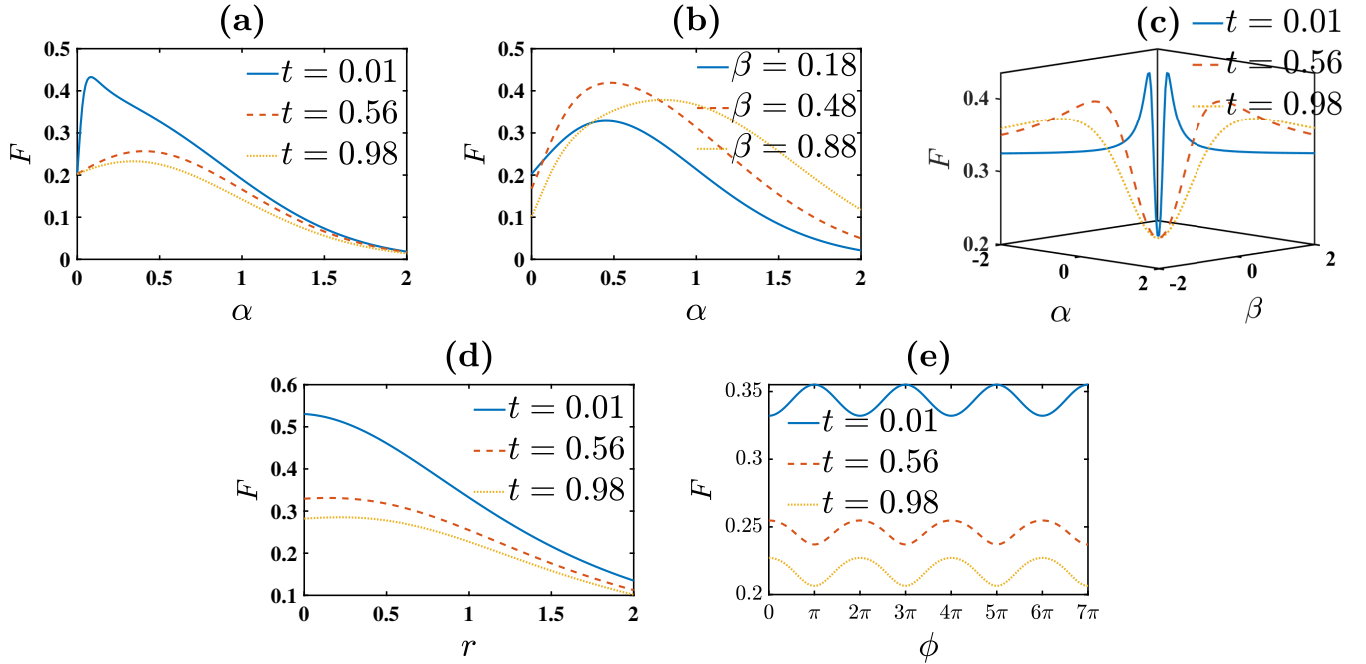 (a)
0.5
0.4
0.3
0.2
0.1
0
F
0 0.5 1 1.5 2
α
t = 0.01
t = 0.56
t = 0.98
(b)
0.5
0.4
0.3
0.2
0.1
0
F
0 0.5 1 1.5 2
α
β = 0.18
β = 0.48
β = 0.88
(c)
t = 0.01
t = 0.56
t = 0.98
0.4
0.3
0.2
F
-2 0 2
α
-2 0 2
β
(d)
0.6
0.5
0.4
0.3
0.2
0.1
F
0 0.5 1 1.5 2
r
t = 0.01
t = 0.56
t = 0.98
(e)
0.35
0.3
0.25
0.2
F
0 π 2π 3π 4π 5π 6π 7π
ϕ
t = 0.01
t = 0.56
t = 0.98